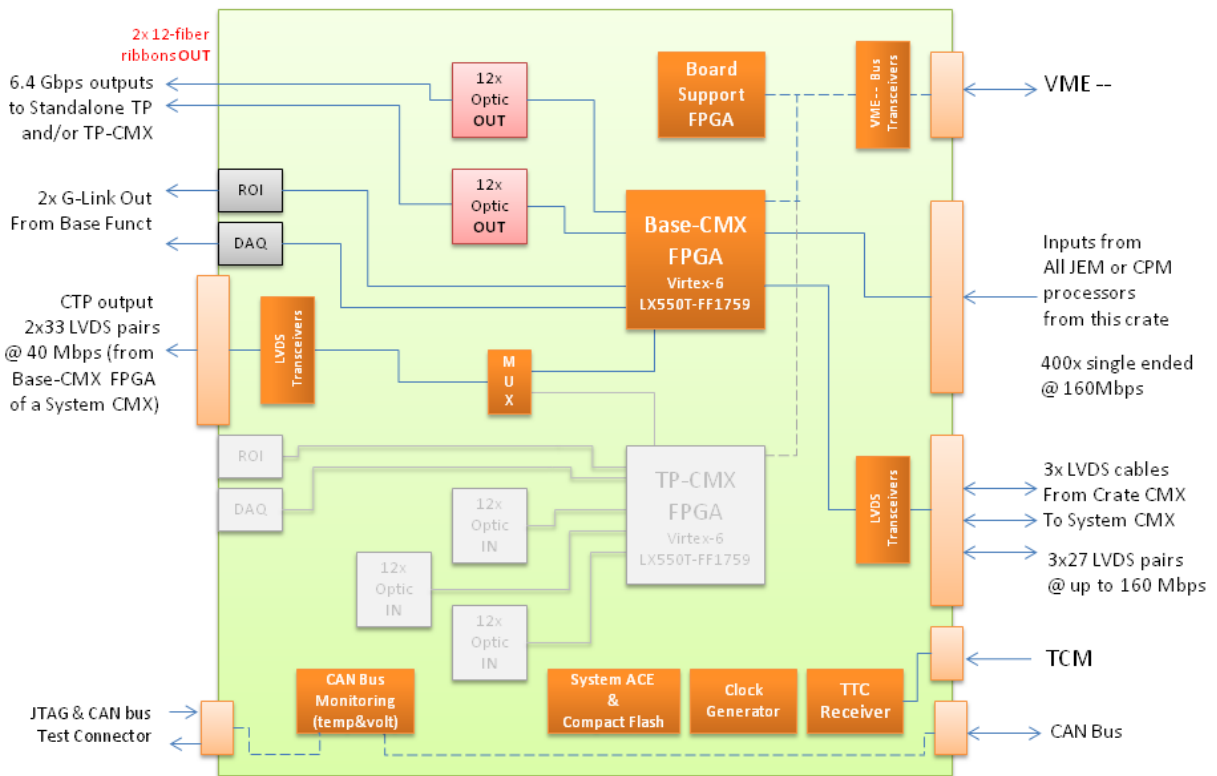 2x 12-fiber
ribbons OUT
6.4 Gbps outputs
to Standalone TP
and/or TP-CMX
12x
Optic
OUT
Board
Support
FPGA
VME -- Bus
Transceivers
VME --
2x G-Link Out
From Base Funct
ROI
DAQ
12x
Optic
OUT
Base-CMX
FPGA
Virtex-6
LX550T-FF1759
Inputs from
All JEM or CPM
processors
from this crate
400x single ended
@ 160Mbps
CTP output
2x33 LVDS pairs
@ 40 Mbps (from
Base-CMX FPGA
of a System CMX)
LVDS
Transceivers
M
U
X
ROI
DAQ
12x
Optic
IN
12x
Optic
IN
12x
Optic
IN
TP-CMX
FPGA
Virtex-6
LX550T-FF1759
LVDS
Transceivers
3x LVDS cables
From Crate CMX
To System CMX
3x27 LVDS pairs
@ up to 160 Mbps
TCM
CAN Bus
Monitoring
(temp&volt)
System ACE
&
Compact Flash
Clock
Generator
TTC
Receiver
JTAG & CAN bus
Test Connector
CAN Bus